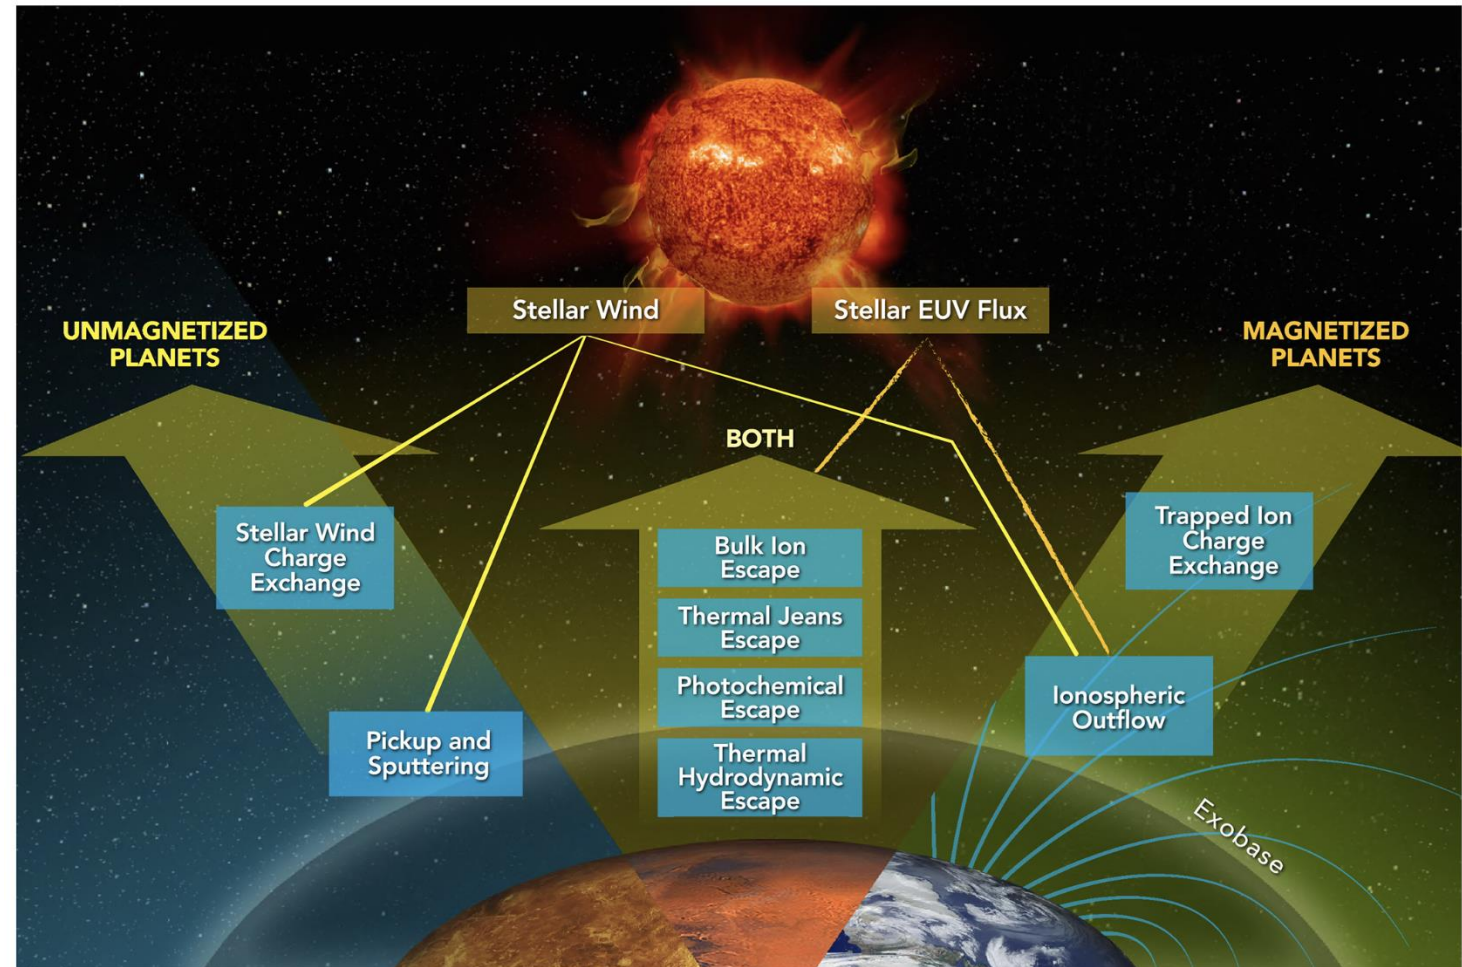 Stellar Wind
Stellar EUV Flux
UNMAGNETIZED
PLANETS
MAGNETIZED
PLANETS
BOTH
Stellar Wind
Charge
Exchange
Pickup and
Sputtering
Bulk Ion
Escape
Thermal Jeans
Escape
Photochemical
Escape
Thermal
Hydrodynamic
Escape
Trapped Ion
Charge
Exchange
Ionospheric
Outflow
Exobase